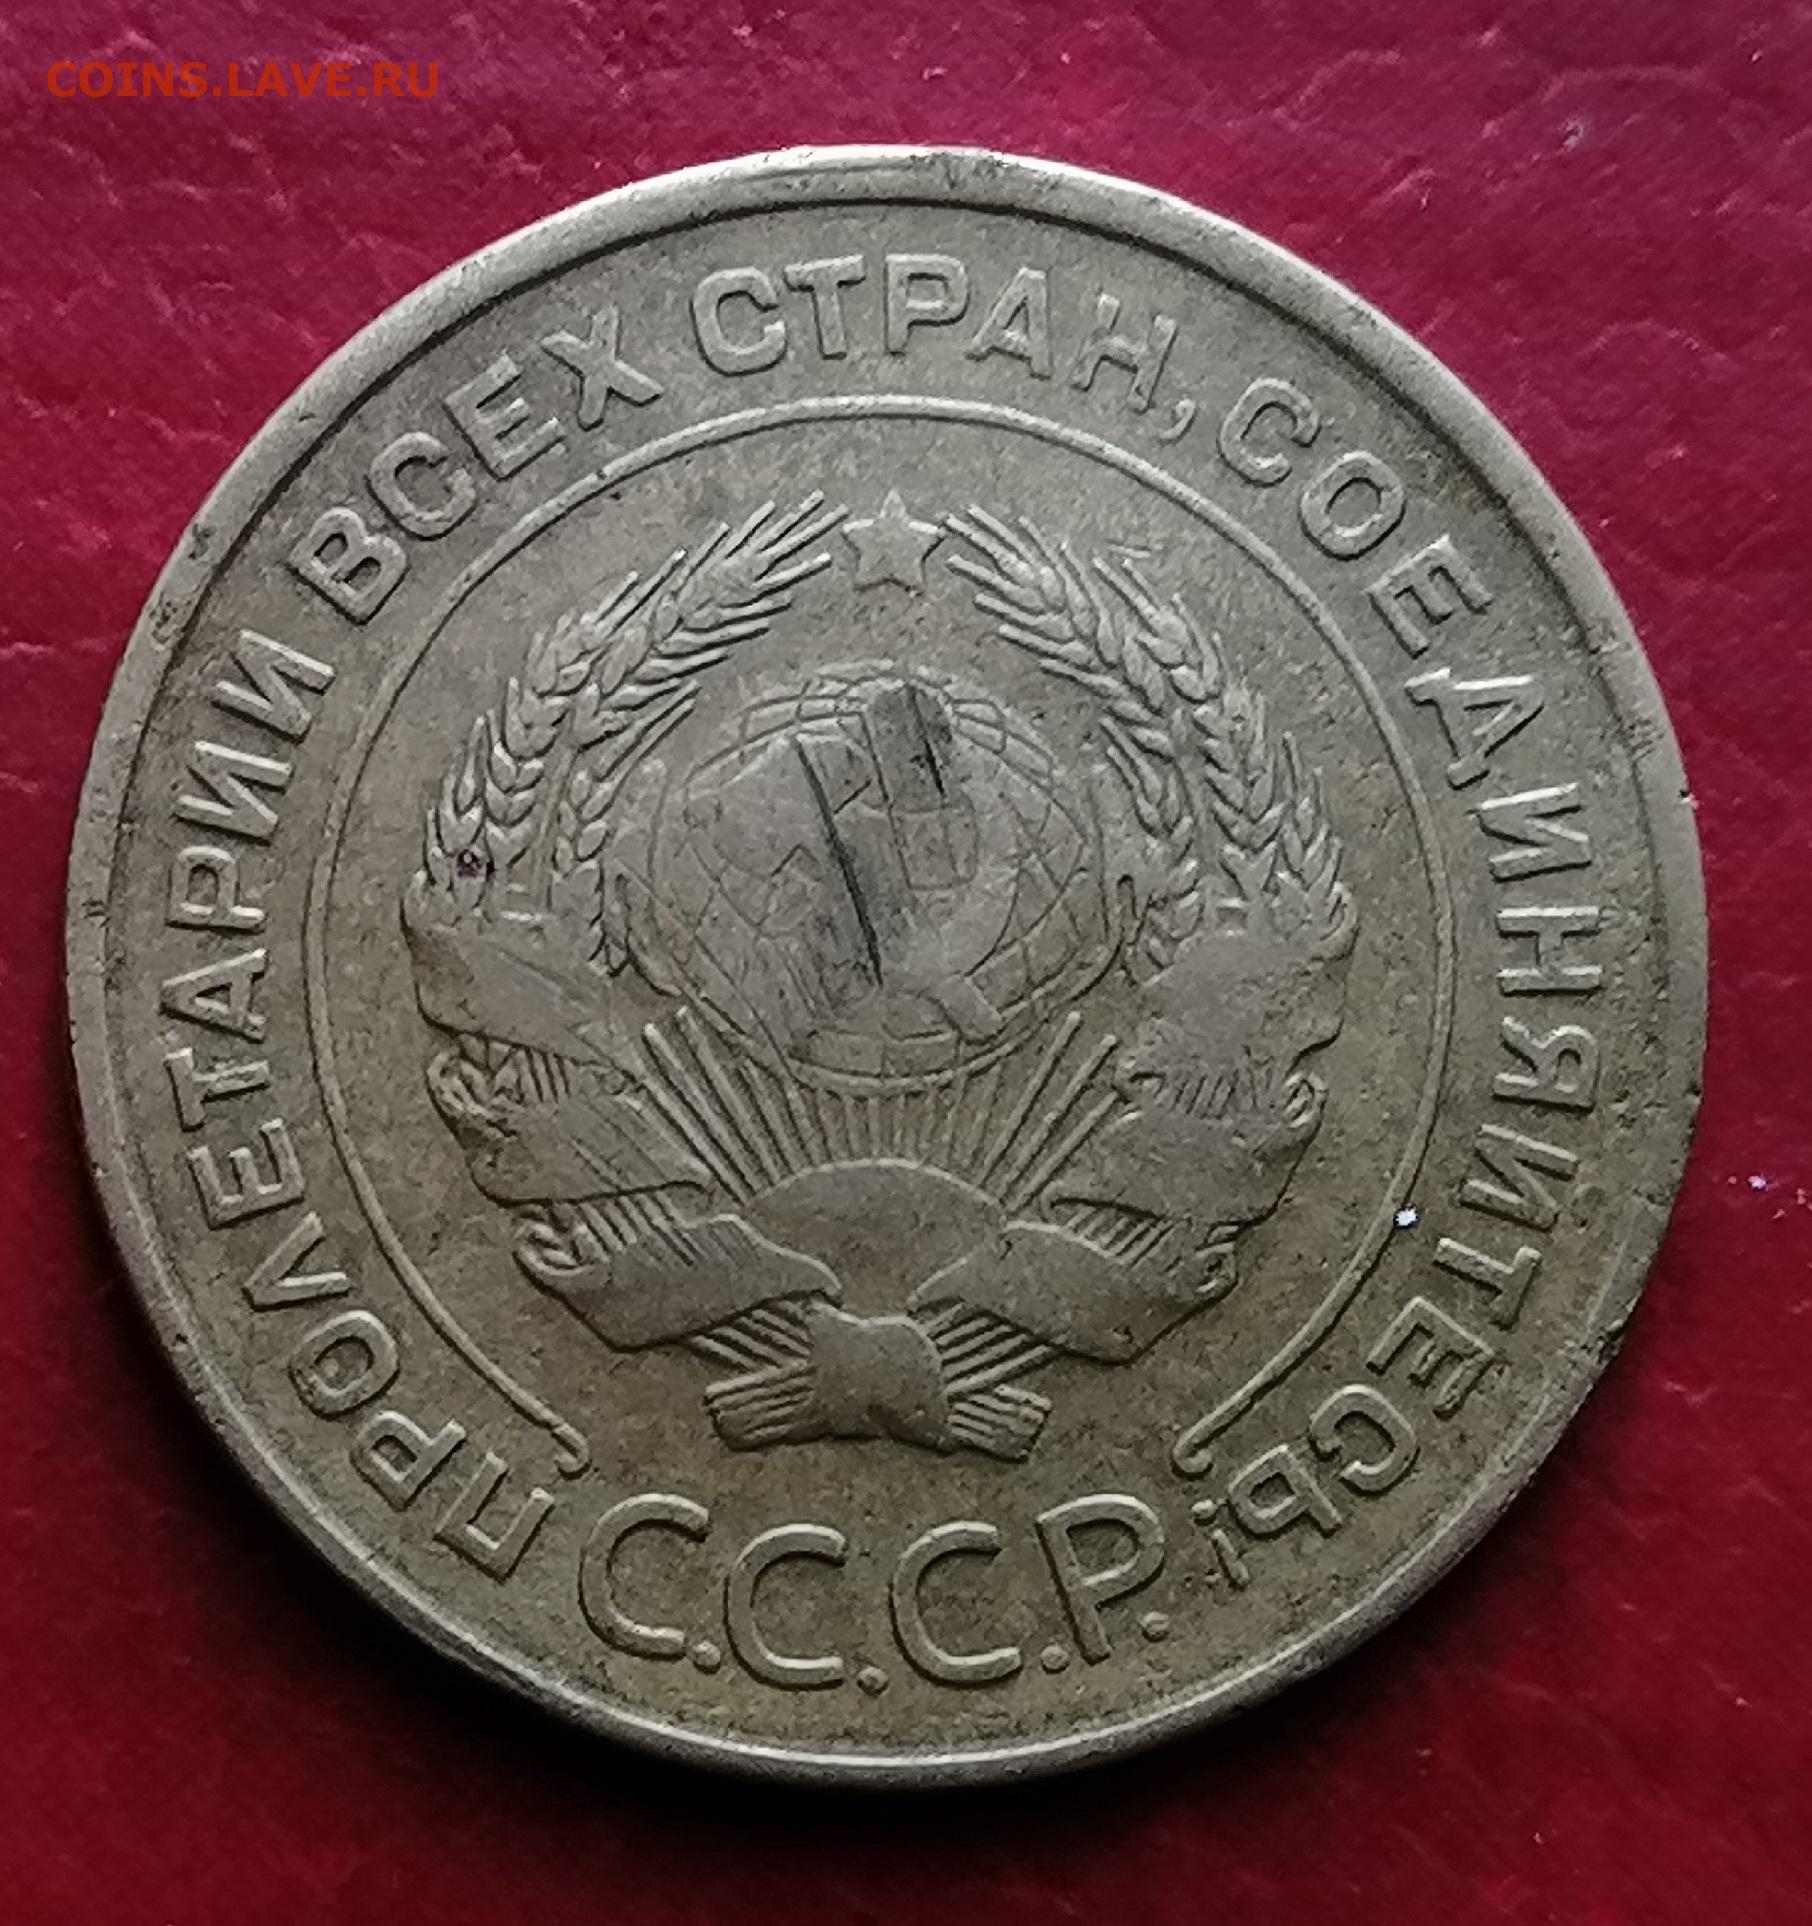 COINS.LAVE.RU
ПРОЛЕТАРИИ ВСЕХ СТРАН, СОЕДИНЯЙТЕСЬ!
С.С.С.Р.